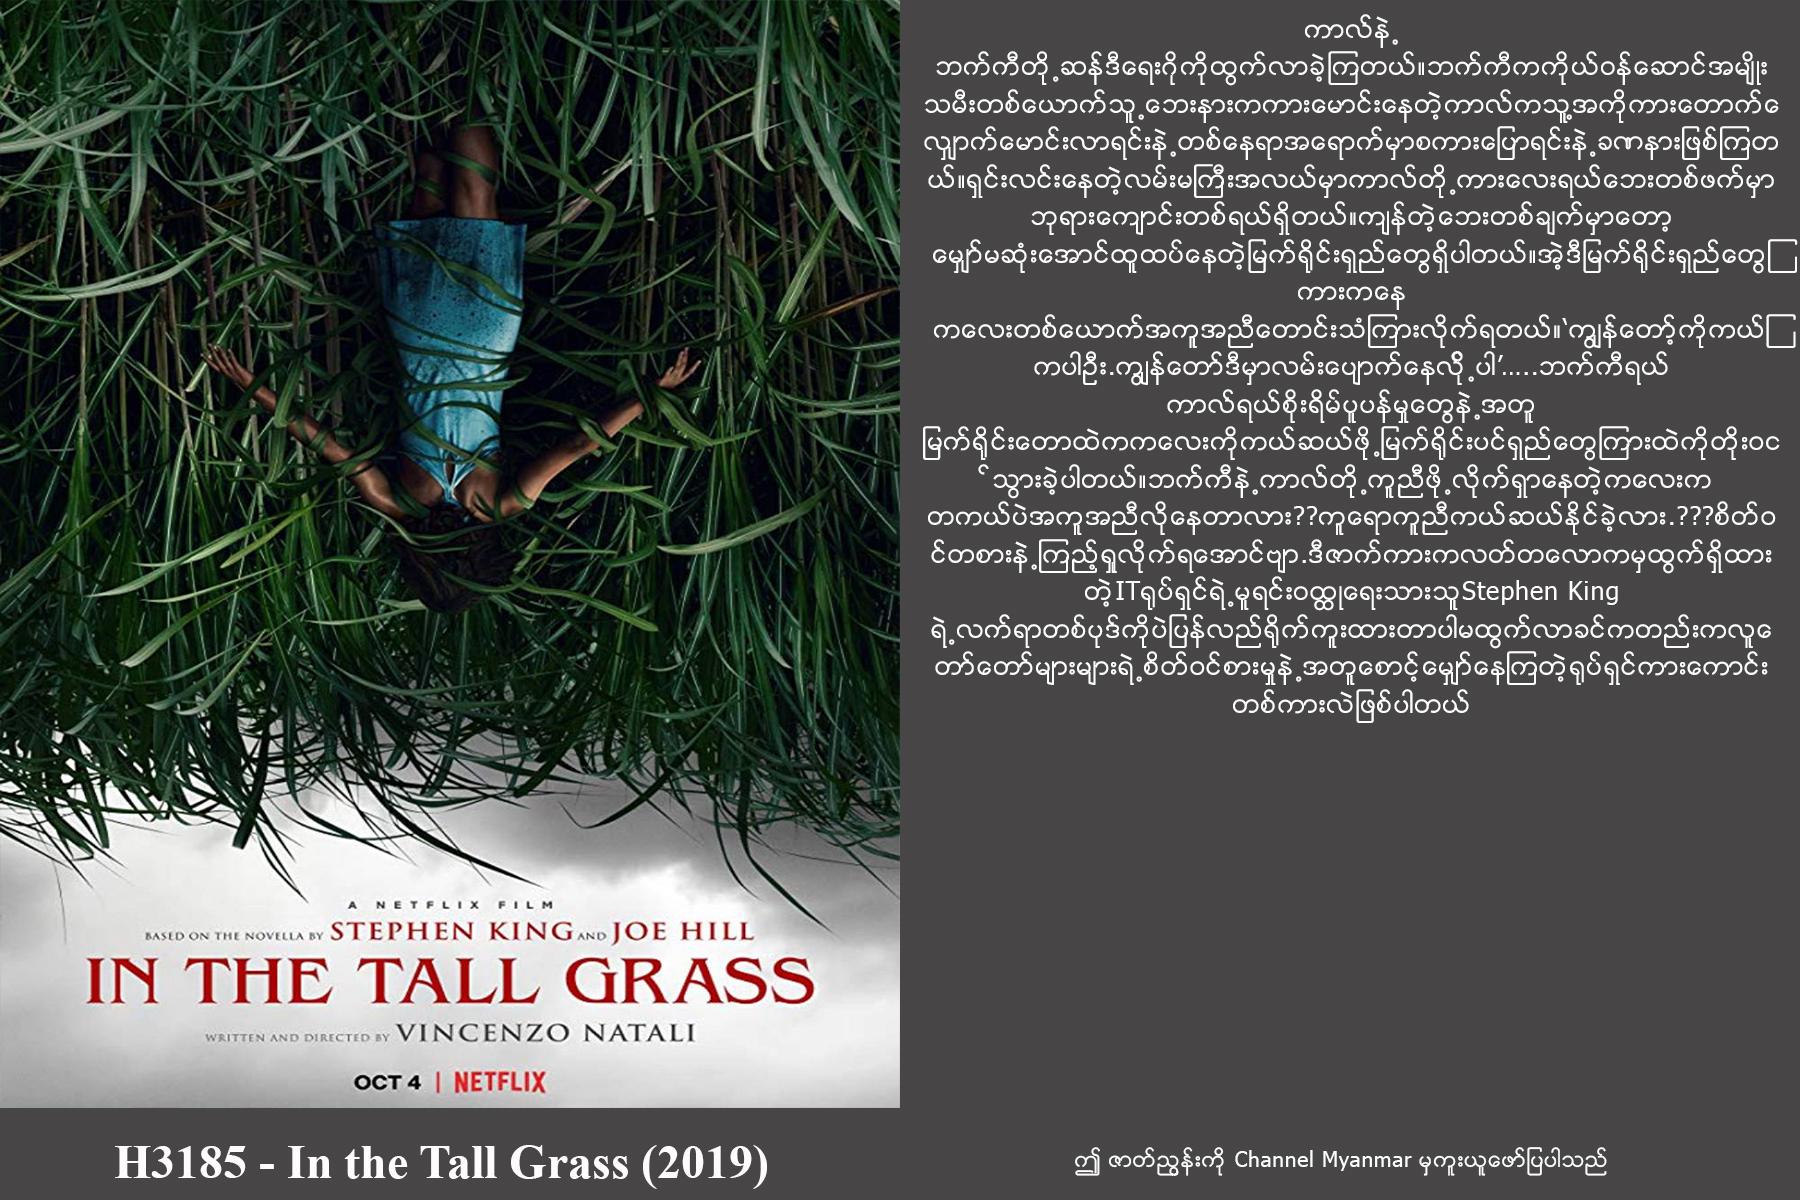 A NETFLIX FILM
BASED ON THE NOVELLA BY STEPHEN KING AND JOE HILL
IN THE TALL GRASS
WRITTEN AND DIRECTED BY VINCENZO NATALI
OCT 4 | NETFLIX
H3185 - In the Tall Grass (2019)
ကာလ်နဲ့
ဘက်ကီတို့ဆန်ဒီရေးဂိုကိုထွက်လာခဲ့ကြတယ်။ဘက်ကီကကိုယ်ဝန်ဆောင်အမျိုး
သမီးတစ်ယောက်သူ့ဘေးနားကကားမောင်းနေတဲ့ကာလ်ကသူ့အကိုကားတောက်ေ
လျှာက်မောင်းလာရင်းနဲ့တစ်နေရာအရောက်မှာစကားပြောရင်းနဲ့ခဏနားဖြစ်ကြတ
ယ်။ရှင်းလင်းနေတဲ့လမ်းမကြီးအလယ်မှာကာလ်တို့ကားလေးရယ်ဘေးတစ်ဖက်မှာ
ဘုရားကျောင်းတစ်ရယ်ရှိတယ်။ကျန်တဲ့ဘေးတစ်ချက်မှာတော့
မျှော်မဆုံးအောင်ထူထပ်နေတဲ့မြက်ရိုင်းရှည်တွေရှိပါတယ်။အဲ့ဒီမြက်ရိုင်းရှည်တွေြ
ကားကနေ
ကလေးတစ်ယောက်အကူအညီတောင်းသံကြားလိုက်ရတယ်။‘ကျွန်တော့်ကိုကယ်ြ
ကပါဦး.ကျွန်တော်ဒီမှာလမ်းပျောက်နေလို့ပါ’.....ဘက်ကီရယ်
ကာလ်ရယ်စိုးရိမ်ပူပန်မှုတွေနဲ့အတူ
မြက်ရိုင်းတောထဲကကလေးကိုကယ်ဆယ်ဖို့မြက်ရိုင်းပင်ရှည်တွေကြားထဲကိုတိုးဝင
်သွားခဲ့ပါတယ်။ဘက်ကီနဲ့ကာလ်တို့ကူညီဖို့လိုက်ရှာနေတဲ့ကလေးက
တကယ်ပဲအကူအညီလိုနေတာလား??ကူရောကူညီကယ်ဆယ်နိုင်ခဲ့လား.???စိတ်ဝ
င်တစားနဲ့ကြည့်ရှုလိုက်ရအောင်ဗျာ.ဒီဇာက်ကားကလတ်တလောကမှထွက်ရှိထား
တဲ့ITရုပ်ရှင်ရဲ့မူရင်းဝထ္ထုရေးသားသူStephen King
ရဲ့လက်ရာတစ်ပုဒ်ကိုပဲပြန်လည်ရိုက်ကူးထားတာပါမထွက်လာခင်ကတည်းကလူေ
တာ်တော်များများရဲ့စိတ်ဝင်စားမှုနဲ့အတူစောင့်မျှော်နေကြတဲ့ရုပ်ရှင်ကားကောင်း
တစ်ကားလဲဖြစ်ပါတယ်
ဤ ဇာတ်ညွှန်းကို Channel Myanmar မှကူးယူဖော်ပြပါသည်